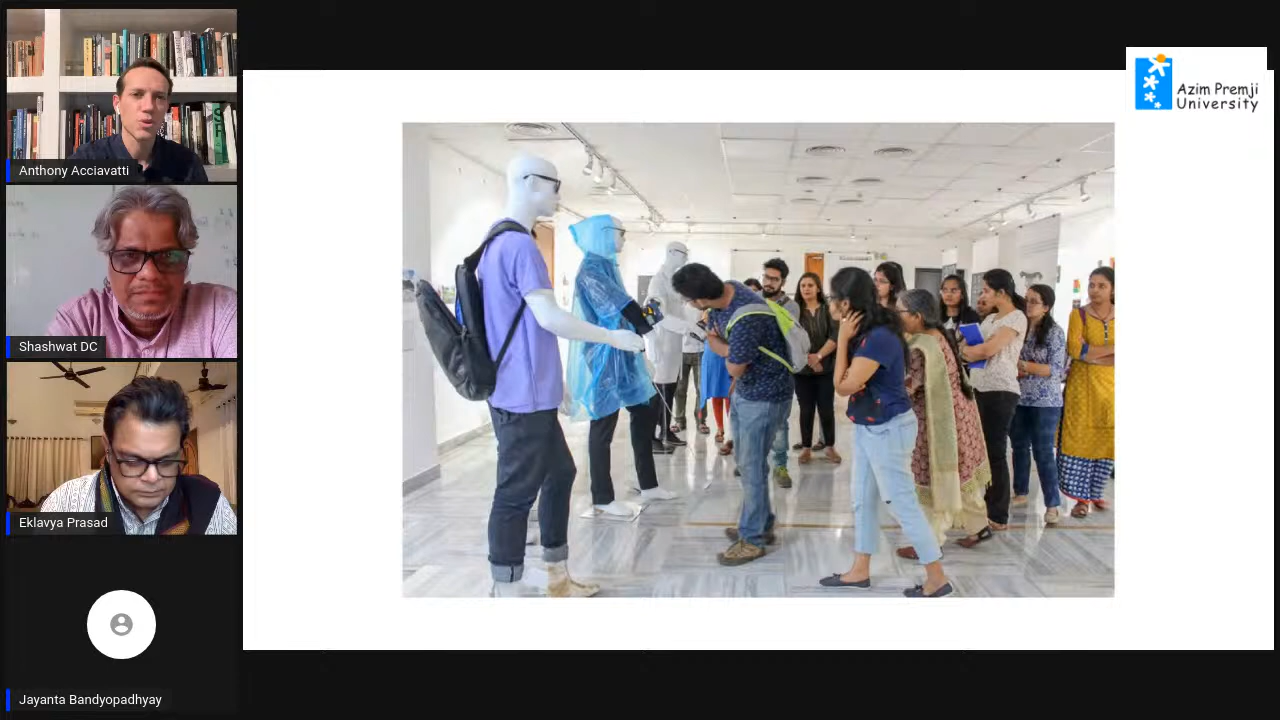 Anthony Acciavatti
Shashwat DC
Eklavya Prasad
Jayanta Bandyopadhyay
Azim Premji
University